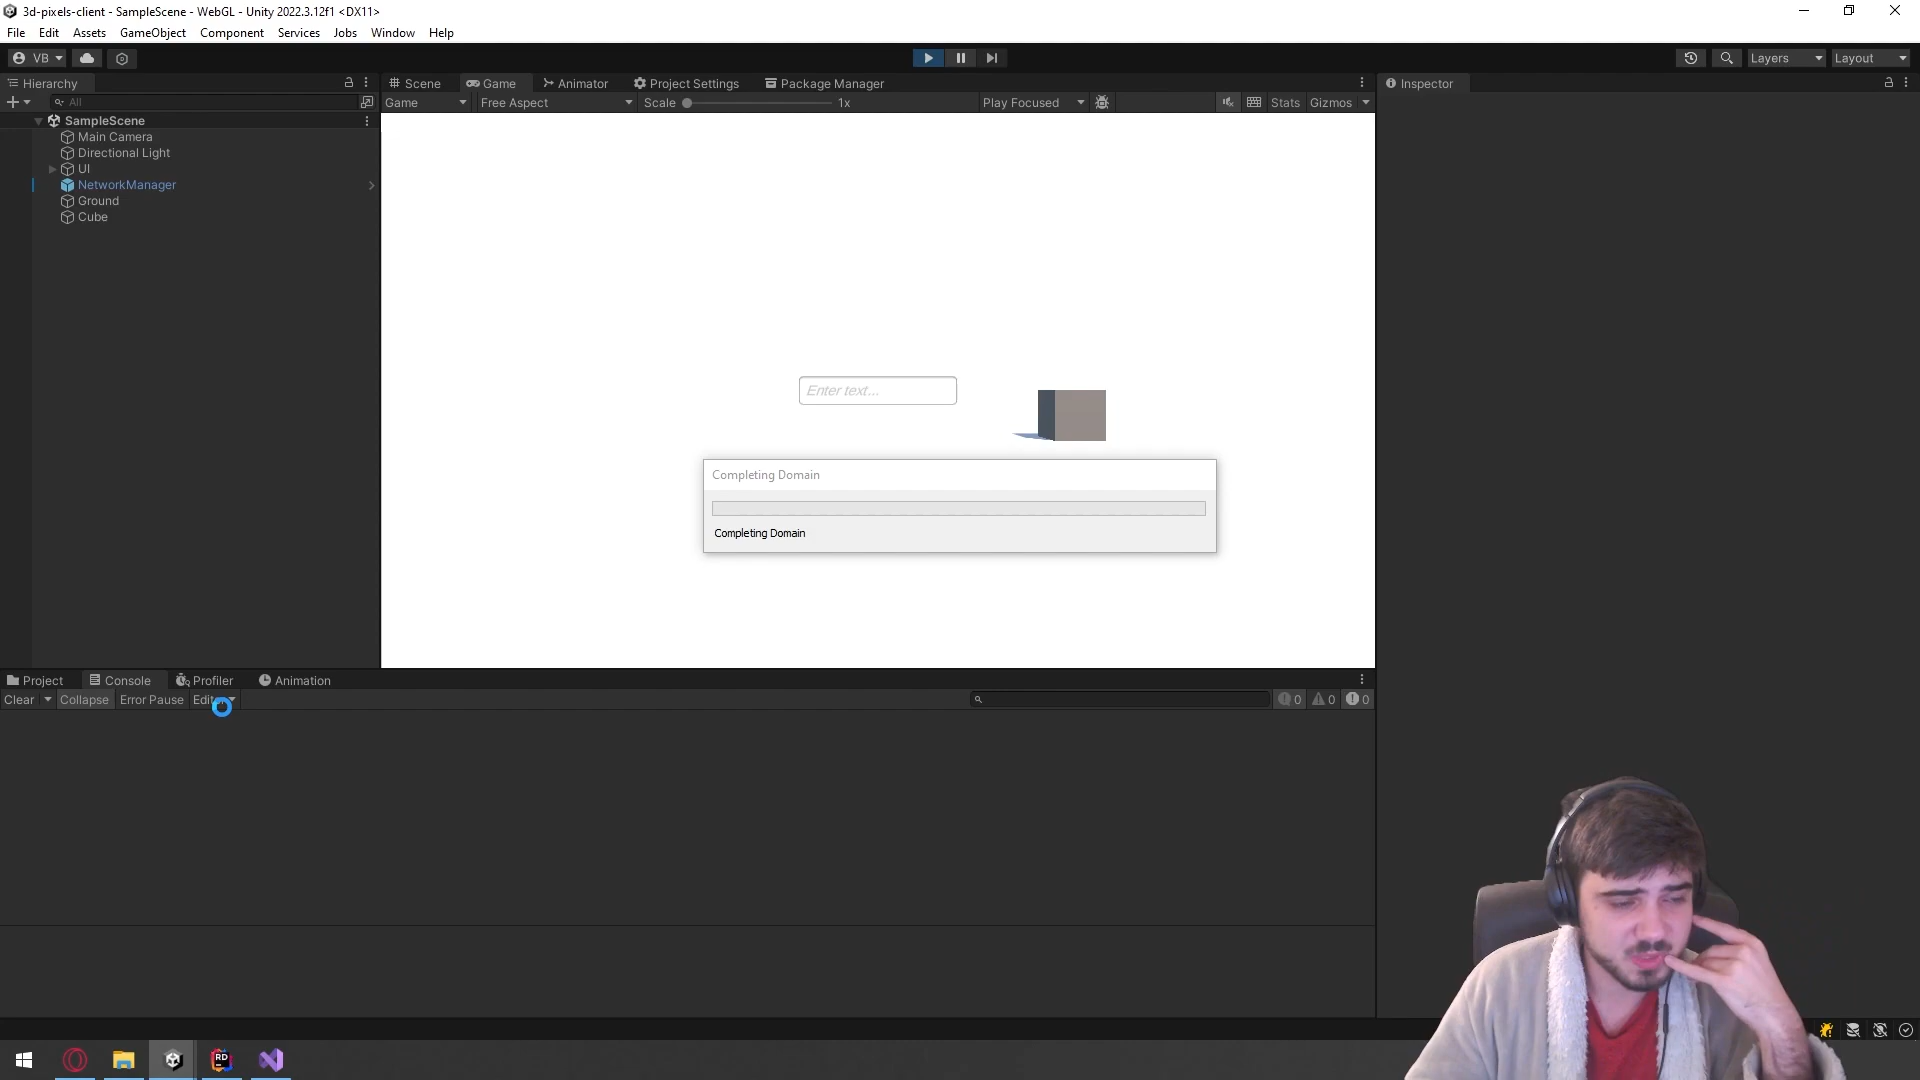 3d-pixels-client - SampleScene - WebGL - Unity 2022.3.12f1 <DX11>
File Edit Assets GameObject Component Services Jobs Window Help
VB Layers Layout
Hierarchy Scene Game Animator Project Settings Package Manager Inspector
All Game Free Aspect Scale 1x Play Focused Stats Gizmos
SampleScene
Main Camera
Directional Light
UI
NetworkManager
Ground
Cube
Enter text...
Completing Domain
Completing Domain
Project Console Profiler Animation
Clear Collapse Error Pause 0 0 0
RD